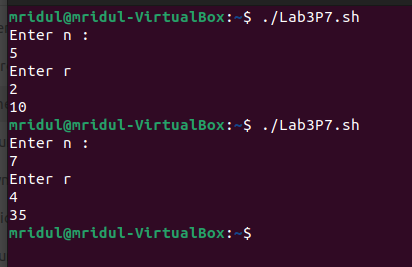 mridul@mridul-VirtualBox:~$ ./Lab3P7.sh
Enter n :
5
Enter r
2
10
mridul@mridul-VirtualBox:~$ ./Lab3P7.sh
Enter n :
7
Enter r
4
35
mridul@mridul-VirtualBox:~$